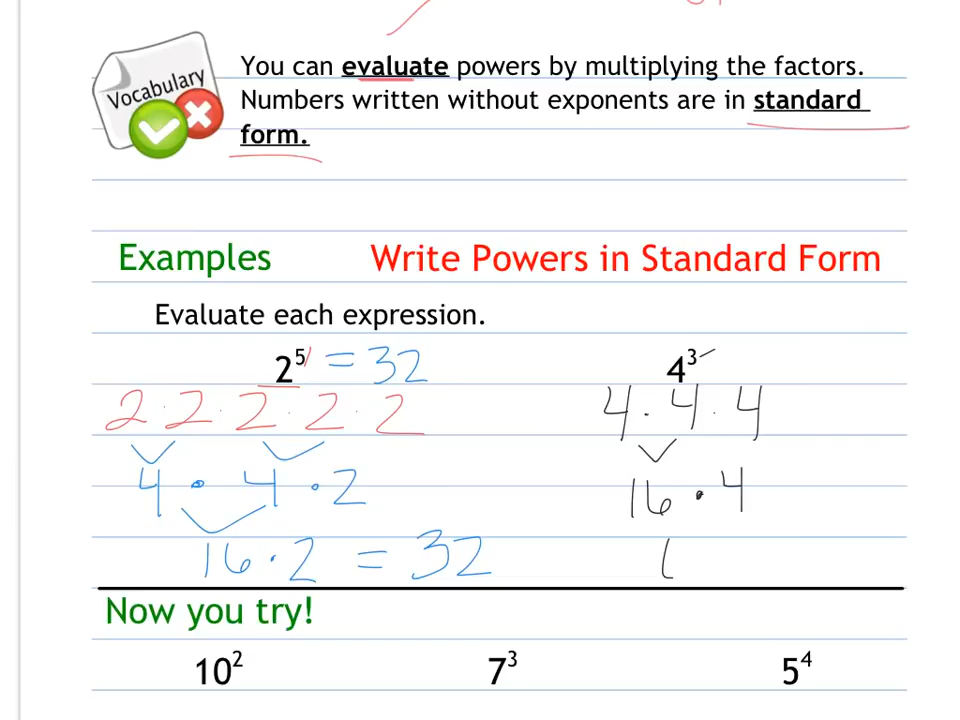 Vocabulary
You can evaluate powers by multiplying the factors.
Numbers written without exponents are in standard
form.
Examples Write Powers in Standard Form
Evaluate each expression.
2⁵ = 32 4³
2 · 2 · 2 · 2 · 2 4 · 4 · 4
4 · 4 · 2 16 · 4
16 · 2 = 32
Now you try!
10² 7³ 5⁴